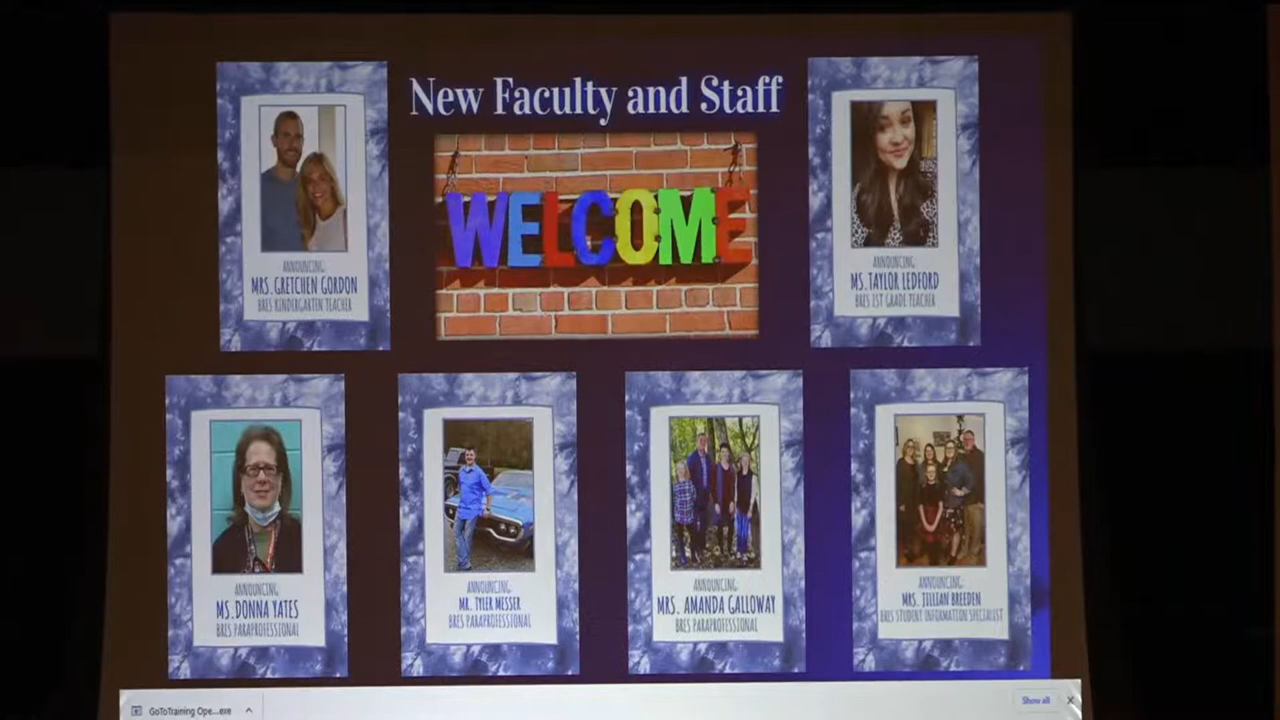 New Faculty and Staff
WELCOME
ANNOUNCING:
MRS. GRETCHEN GORDON
BRES KINDERGARTEN TEACHER
ANNOUNCING:
MS. TAYLOR LEDFORD
BRES 1ST GRADE TEACHER
ANNOUNCING:
MS. DONNA YATES
BRES PARAPROFESSIONAL
ANNOUNCING:
MR. TYLER MESSER
BRES PARAPROFESSIONAL
ANNOUNCING:
MRS. AMANDA GALLOWAY
BRES PARAPROFESSIONAL
ANNOUNCING:
MRS. JILLIAN BREEDEN
BRES STUDENT INFORMATION SPECIALIST
GoToTraining Ope...exe
Show all